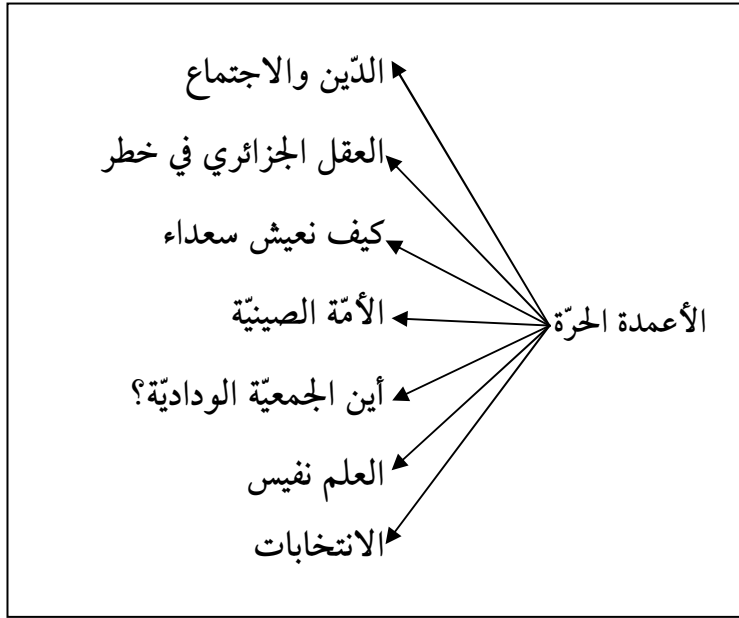 الدّين والاجتماع
العقل الجزائري في خطر
كيف نعيش سعداء
الأعمدة الحرّة
الأمّة الصينيّة
أين الجمعيّة الوداديّة؟
العلم نفيس
الانتخابات